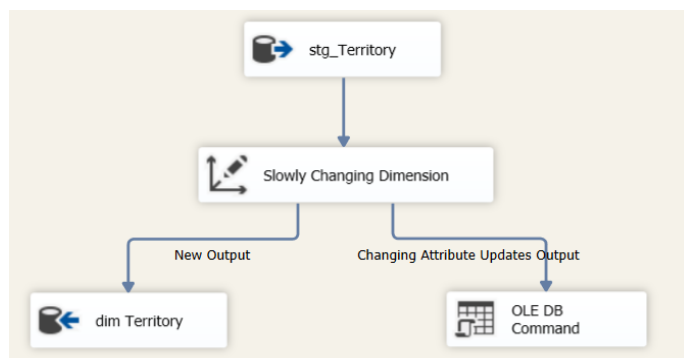 stg_Territory
Slowly Changing Dimension
New Output
Changing Attribute Updates Output
dim Territory
OLE DB
Command